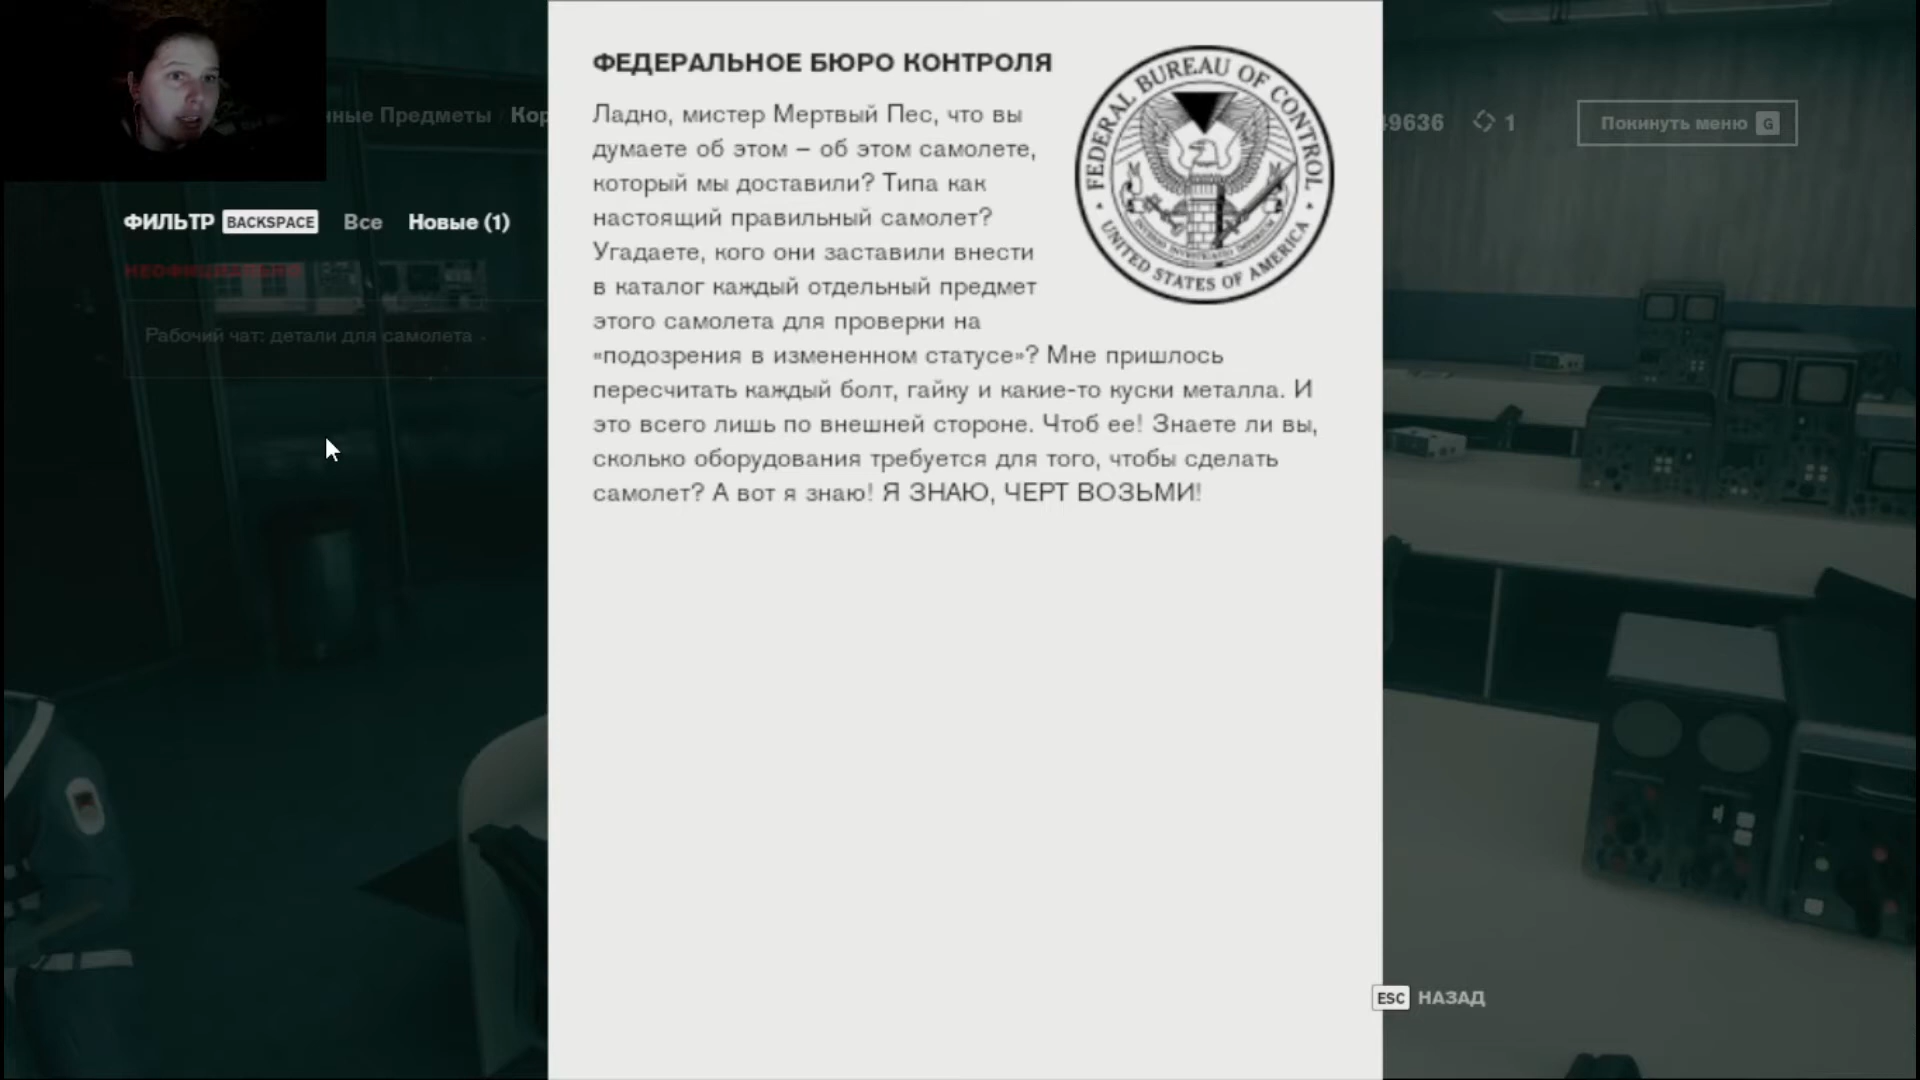 ФЕДЕРАЛЬНОЕ БЮРО КОНТРОЛЯ
Ладно, мистер Мертвый Пес, что вы
думаете об этом – об этом самолете,
который мы доставили? Типа как
настоящий правильный самолет?
Угадаете, кого они заставили внести
в каталог каждый отдельный предмет
этого самолета для проверки на
«подозрения в измененном статусе»? Мне пришлось
пересчитать каждый болт, гайку и какие-то куски металла. И
это всего лишь по внешней стороне. Чтоб ее! Знаете ли вы,
сколько оборудования требуется для того, чтобы сделать
самолет? А вот я знаю! Я ЗНАЮ, ЧЕРТ ВОЗЬМИ!
FEDERAL BUREAU OF CONTROL
UNITED STATES OF AMERICA
нные Предметы / Кор
49636
1
Покинуть меню G
ФИЛЬТР BACKSPACE Все Новые (1)
НЕОФИЦИАЛЬНО
Рабочий чат: детали для самолета
ESC НАЗАД